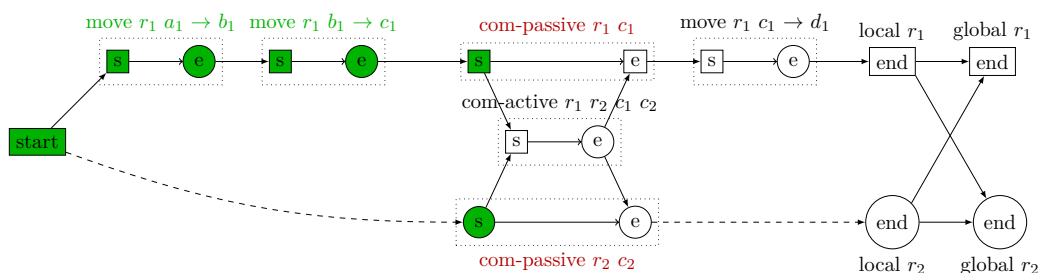 move r₁ a₁ → b₁
move r₁ b₁ → c₁
com-passive r₁ c₁
move r₁ c₁ → d₁
local r₁
global r₁
s
e
s
e
s
e
s
e
end
end
com-active r₁ r₂ c₁ c₂
start
s
e
s
e
end
end
com-passive r₂ c₂
local r₂
global r₂